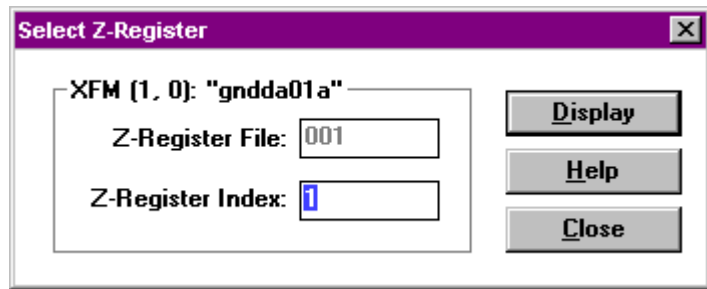 Select Z-Register
XFM (1, 0): "gndda01a"
Z-Register File: 001
Z-Register Index: 1
Display
Help
Close